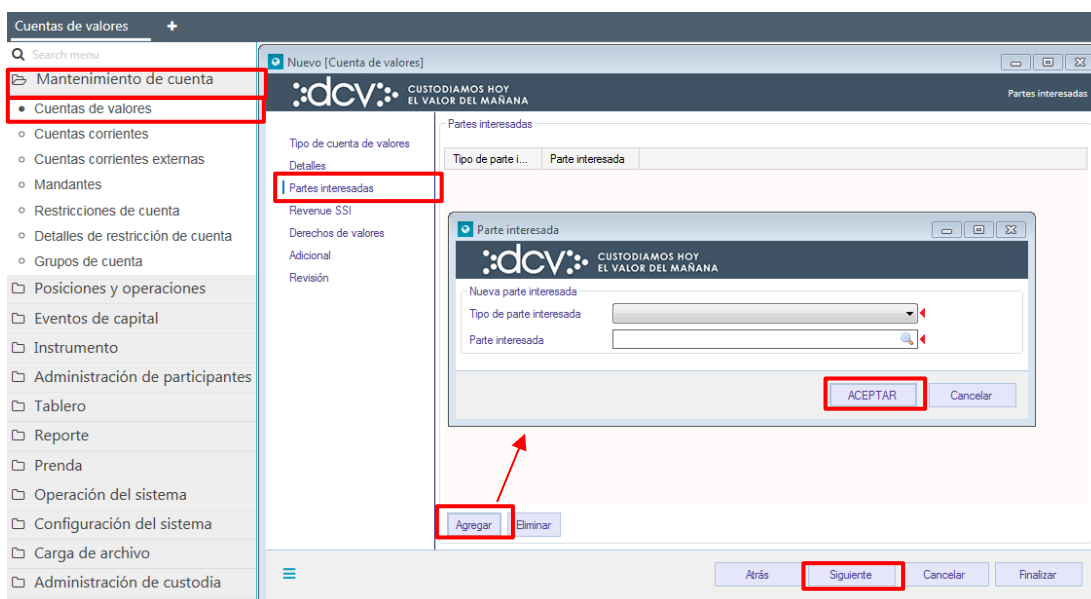 Cuentas de valores +
Search menu
Mantenimiento de cuenta
Cuentas de valores
Cuentas corrientes
Cuentas corrientes externas
Mandantes
Restricciones de cuenta
Detalles de restricción de cuenta
Grupos de cuenta
Posiciones y operaciones
Eventos de capital
Instrumento
Administración de participantes
Tablero
Reporte
Prenda
Operación del sistema
Configuración del sistema
Carga de archivo
Administración de custodia
Nuevo [Cuenta de valores]
dcv CUSTODIAMOS HOY
EL VALOR DEL MAÑANA
Partes interesadas
Tipo de cuenta de valores
Detalles
Partes interesadas
Revenue SSI
Derechos de valores
Adicional
Revisión
Partes interesadas
Tipo de parte i... Parte interesada
Parte interesada
dcv CUSTODIAMOS HOY
EL VALOR DEL MAÑANA
Nueva parte interesada
Tipo de parte interesada
Parte interesada
ACEPTAR Cancelar
Agregar Eliminar
Atrás Siguiente Cancelar Finalizar